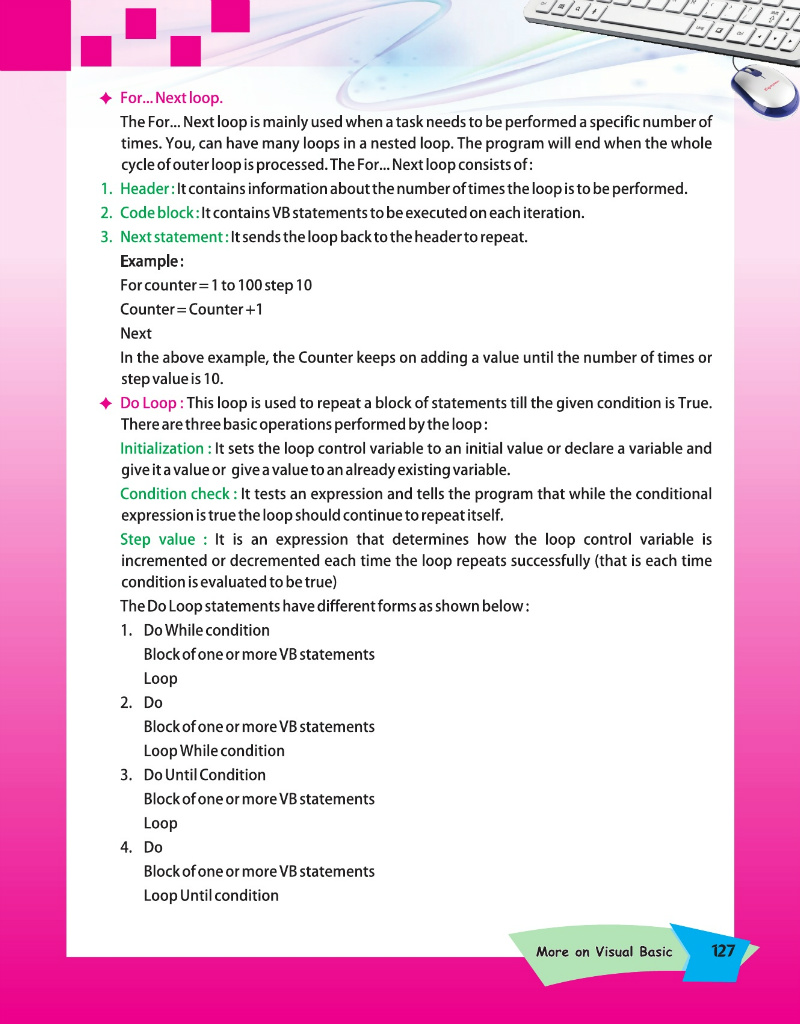 ✦ For... Next loop.
The For... Next loop is mainly used when a task needs to be performed a specific number of
times. You, can have many loops in a nested loop. The program will end when the whole
cycle of outer loop is processed. The For... Next loop consists of :
1. Header : It contains information about the number of times the loop is to be performed.
2. Code block : It contains VB statements to be executed on each iteration.
3. Next statement : It sends the loop back to the header to repeat.
Example :
For counter = 1 to 100 step 10
Counter = Counter +1
Next
In the above example, the Counter keeps on adding a value until the number of times or
step value is 10.
✦ Do Loop : This loop is used to repeat a block of statements till the given condition is True.
There are three basic operations performed by the loop :
Initialization : It sets the loop control variable to an initial value or declare a variable and
give it a value or give a value to an already existing variable.
Condition check : It tests an expression and tells the program that while the conditional
expression is true the loop should continue to repeat itself.
Step value : It is an expression that determines how the loop control variable is
incremented or decremented each time the loop repeats successfully (that is each time
condition is evaluated to be true)
The Do Loop statements have different forms as shown below :
1. Do While condition
Block of one or more VB statements
Loop
2. Do
Block of one or more VB statements
Loop While condition
3. Do Until Condition
Block of one or more VB statements
Loop
4. Do
Block of one or more VB statements
Loop Until condition
More on Visual Basic 127